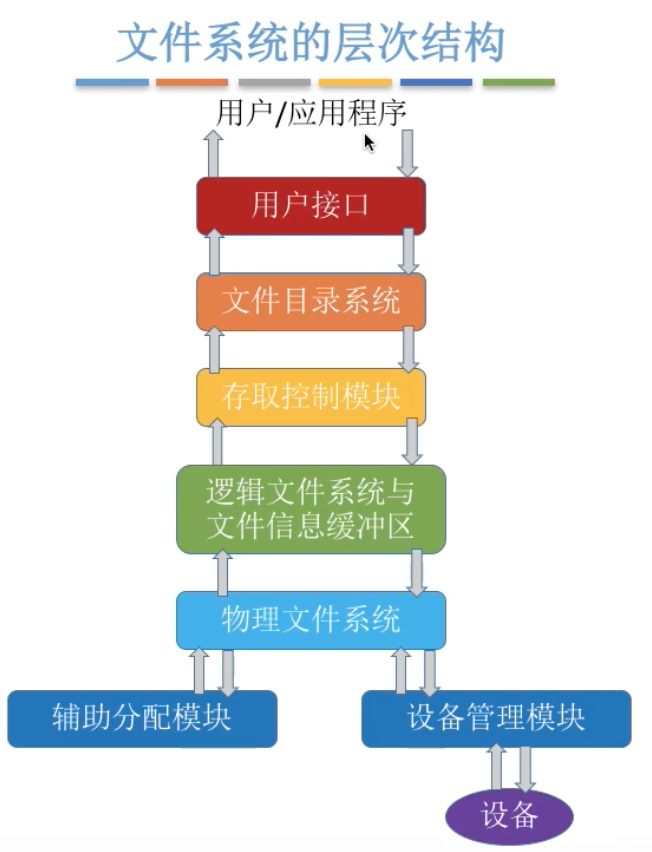 文件系统的层次结构
用户/应用程序
用户接口
文件目录系统
存取控制模块
逻辑文件系统与
文件信息缓冲区
物理文件系统
辅助分配模块
设备管理模块
设备